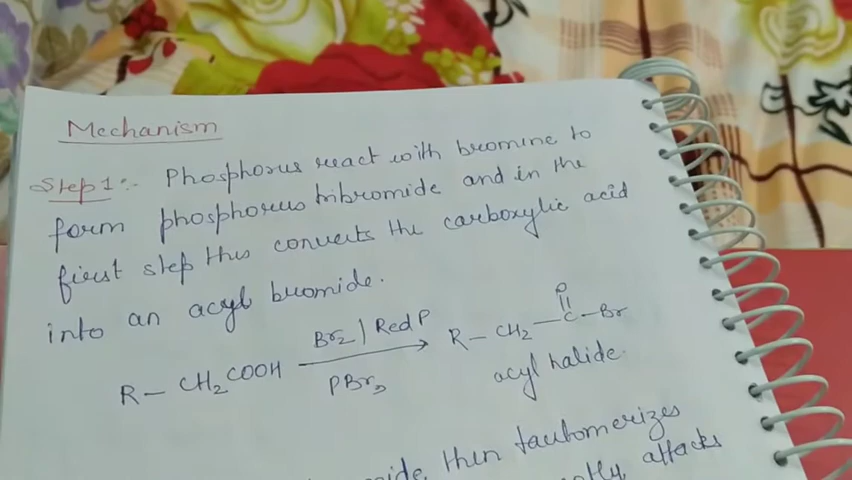 Mechanism
Step 1:- Phosphorus react with bromine to
form phosphorus tribromide and in the
first step this converts the carboxylic acid
into an acyl bromide.
R-CH2COOH Br2 / Red P → PBr3 R-CH2-C-Br
O
acyl halide.
then tautomerizes
attacks